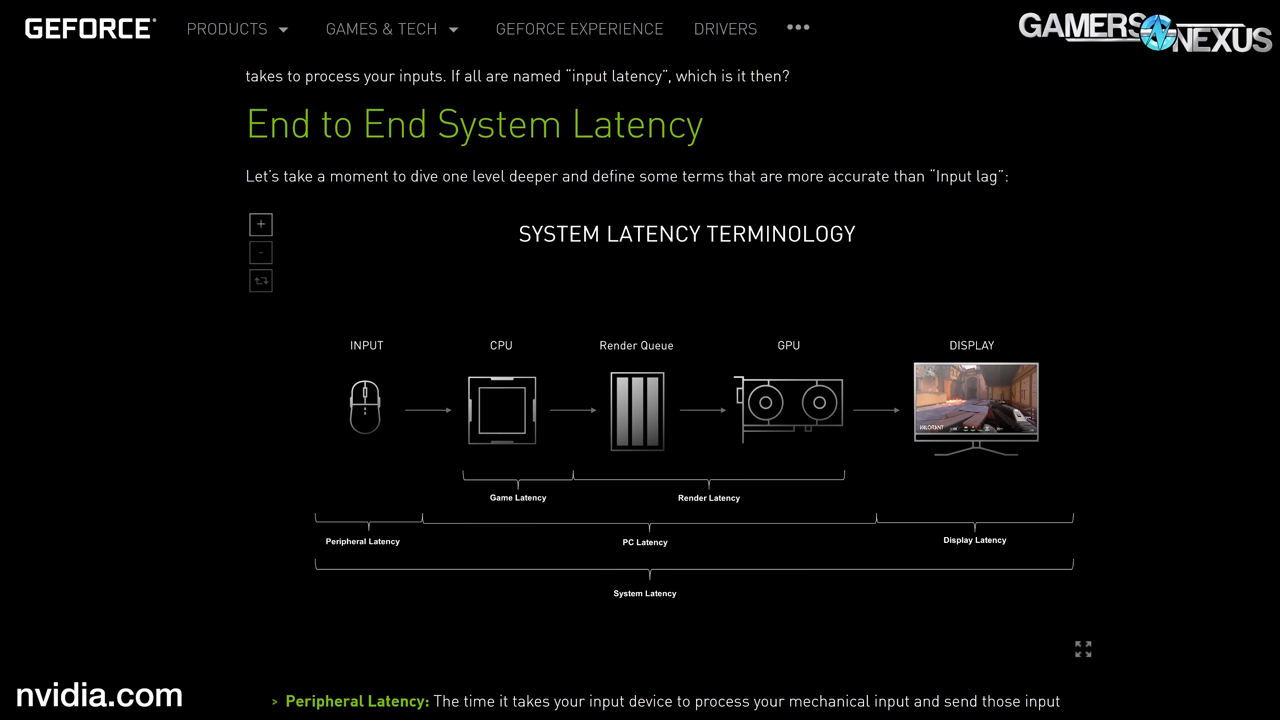 GEFORCE PRODUCTS GAMES & TECH GEFORCE EXPERIENCE DRIVERS •••
GAMERS NEXUS
takes to process your inputs. If all are named “input latency”, which is it then?
End to End System Latency
Let’s take a moment to dive one level deeper and define some terms that are more accurate than “Input lag”:
+
-
SYSTEM LATENCY TERMINOLOGY
INPUT CPU Render Queue GPU DISPLAY
VALORANT
Game Latency Render Latency
Peripheral Latency PC Latency Display Latency
System Latency
nvidia.com
> Peripheral Latency: The time it takes your input device to process your mechanical input and send those input